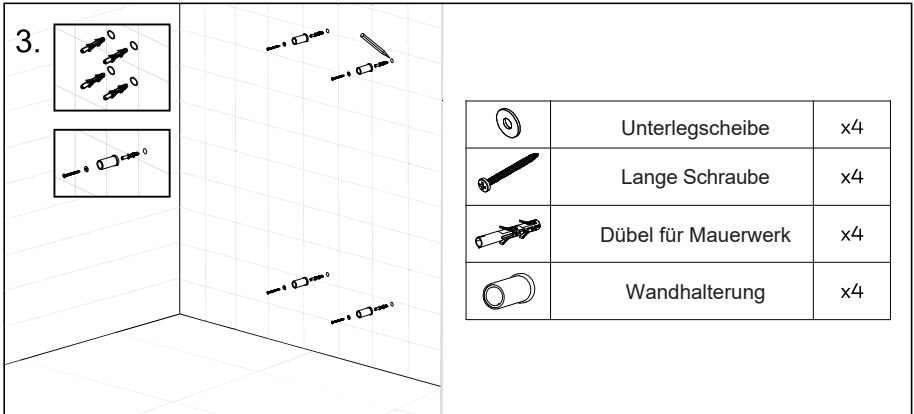 3.
Unterlegscheibe x4
Lange Schraube x4
Dübel für Mauerwerk x4
Wandhalterung x4